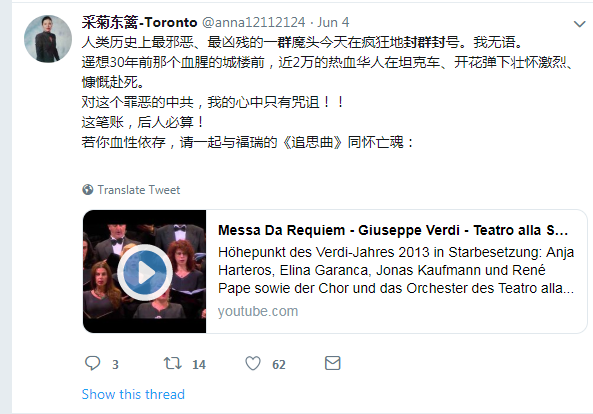 采菊东篱-Toronto @anna12112124 · Jun 4
人类历史上最邪恶、最凶残的一群魔头今天在疯狂地封群封号。我无语。
遥想30年前那个血腥的城楼前，近2万的热血华人在坦克车、开花弹下壮怀激烈、
慷慨赴死。
对这个罪恶的中共，我的心中只有咒诅！！
这笔账，后人必算！
若你血性依存，请一起与福瑞的《追思曲》同怀亡魂：
Translate Tweet
Messa Da Requiem - Giuseppe Verdi - Teatro alla S...
Höhepunkt des Verdi-Jahres 2013 in Starbesetzung: Anja
Harteros, Elina Garanca, Jonas Kaufmann und René
Pape sowie der Chor und das Orchester des Teatro alla...
youtube.com
3 14 62
Show this thread